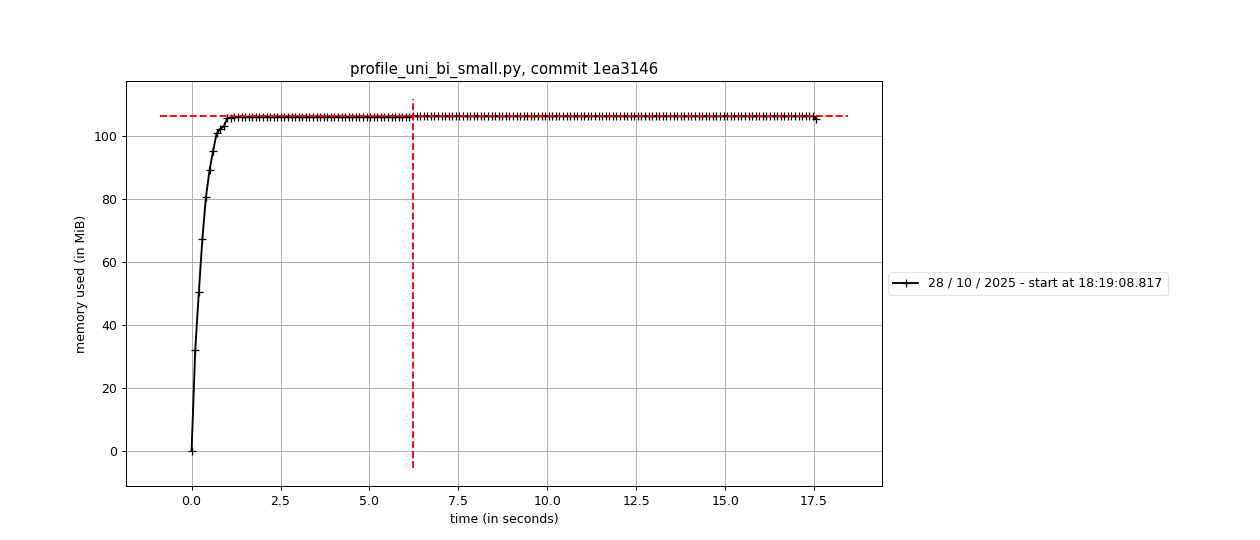 profile_uni_bi_small.py, commit 1ea3146
memory used (in MiB)
100
80
60
40
20
0
0.0 2.5 5.0 7.5 10.0 12.5 15.0 17.5
time (in seconds)
28 / 10 / 2025 - start at 18:19:08.817